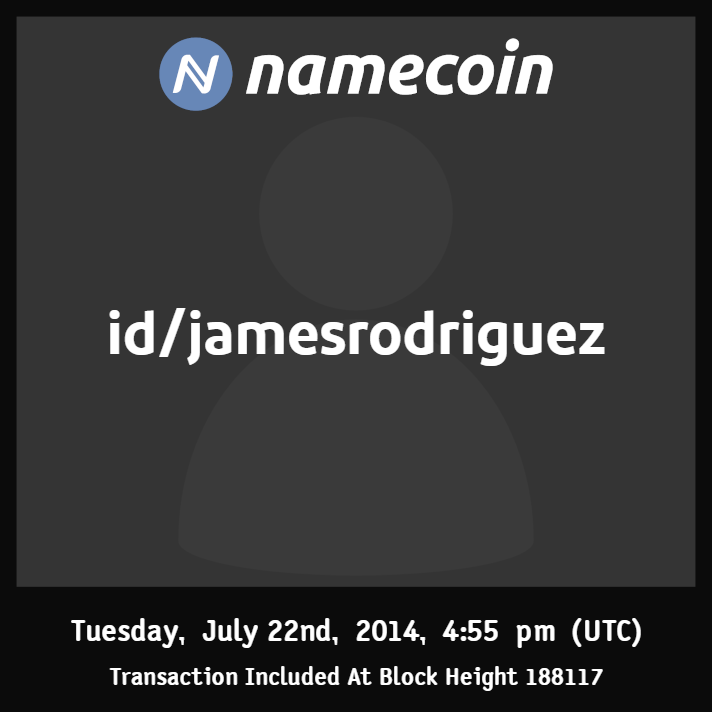 namecoin
id/jamesrodriguez
Tuesday, July 22nd, 2014, 4:55 pm (UTC)
Transaction Included At Block Height 188117